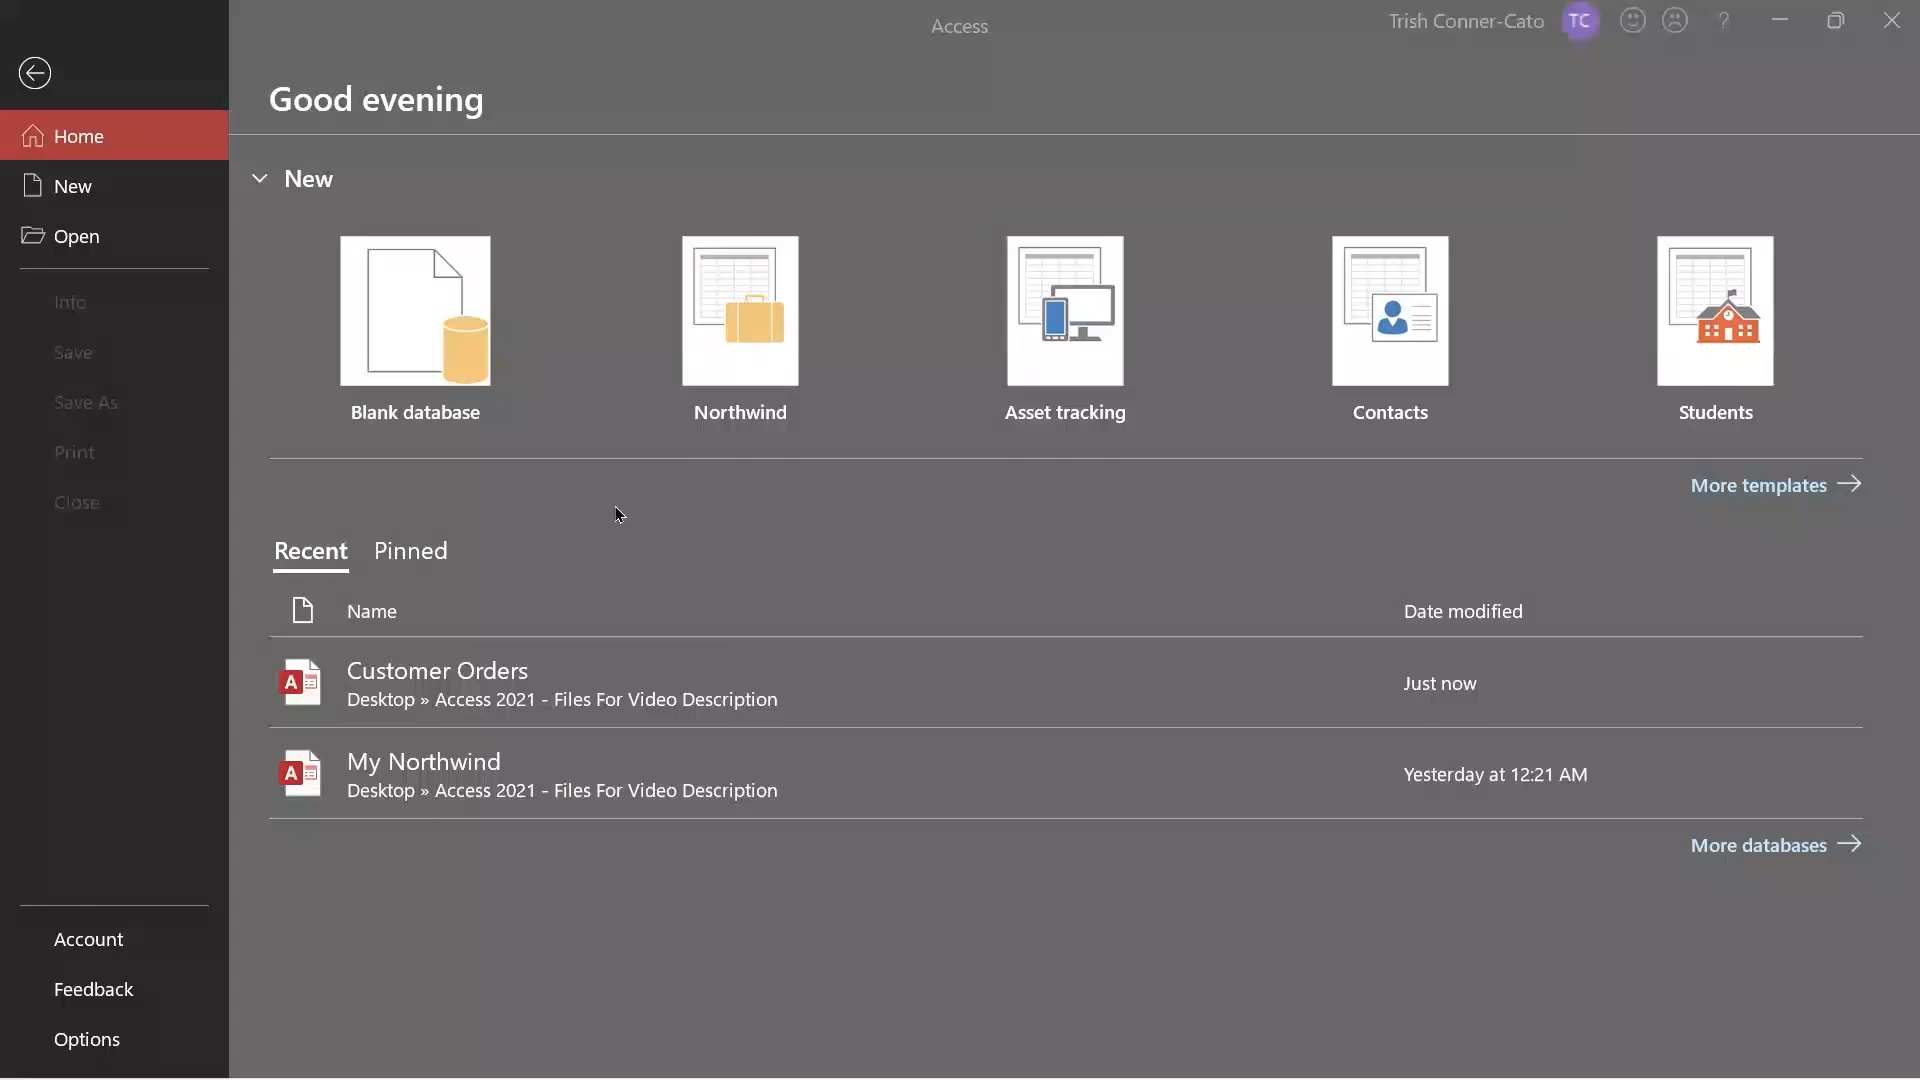 Access
Trish Conner-Cato
TC
?
Good evening
Home
New
Open
Info
Save
Save As
Print
Close
Account
Feedback
Options
New
Blank database
Northwind
Asset tracking
Contacts
Students
More templates
Recent
Pinned
Name
Date modified
A
Customer Orders
Desktop » Access 2021 - Files For Video Description
Just now
A
My Northwind
Desktop » Access 2021 - Files For Video Description
Yesterday at 12:21 AM
More databases